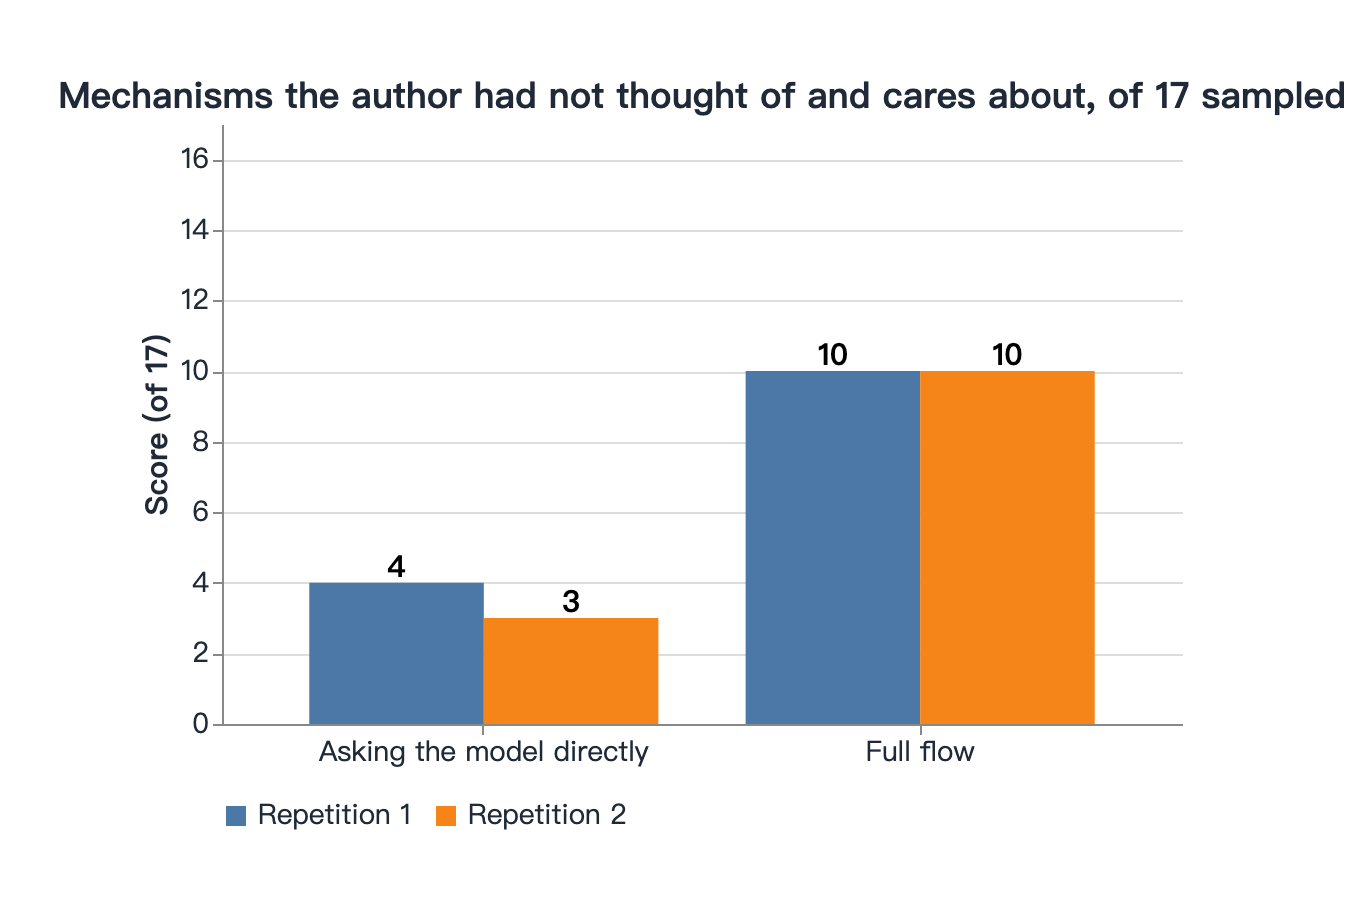 Mechanisms the author had not thought of and cares about, of 17 sampled
Score (of 17)
16
14
12
10
8
6
4
2
0
4
3
10
10
Asking the model directly
Full flow
Repetition 1
Repetition 2